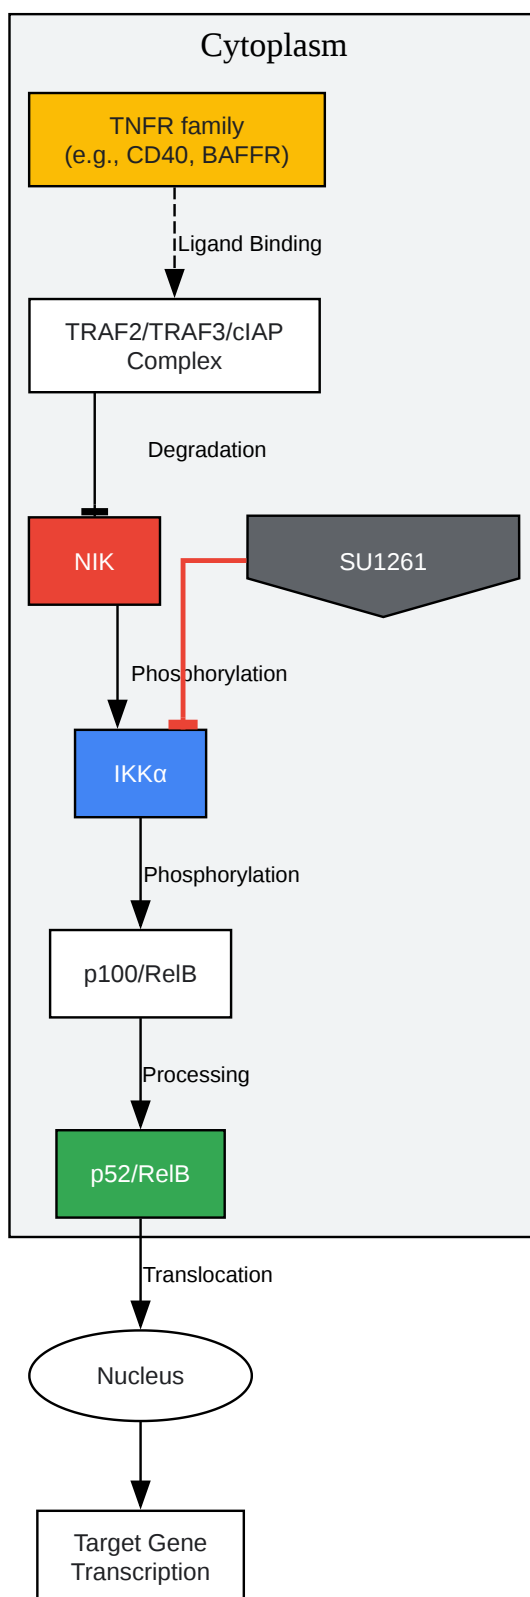 Cytoplasm
TNFR family
(e.g., CD40, BAFFR)
Ligand Binding
TRAF2/TRAF3/cIAP
Complex
Degradation
NIK
SU1261
Phosphorylation
IKKα
Phosphorylation
p100/RelB
Processing
p52/RelB
Translocation
Nucleus
Target Gene
Transcription